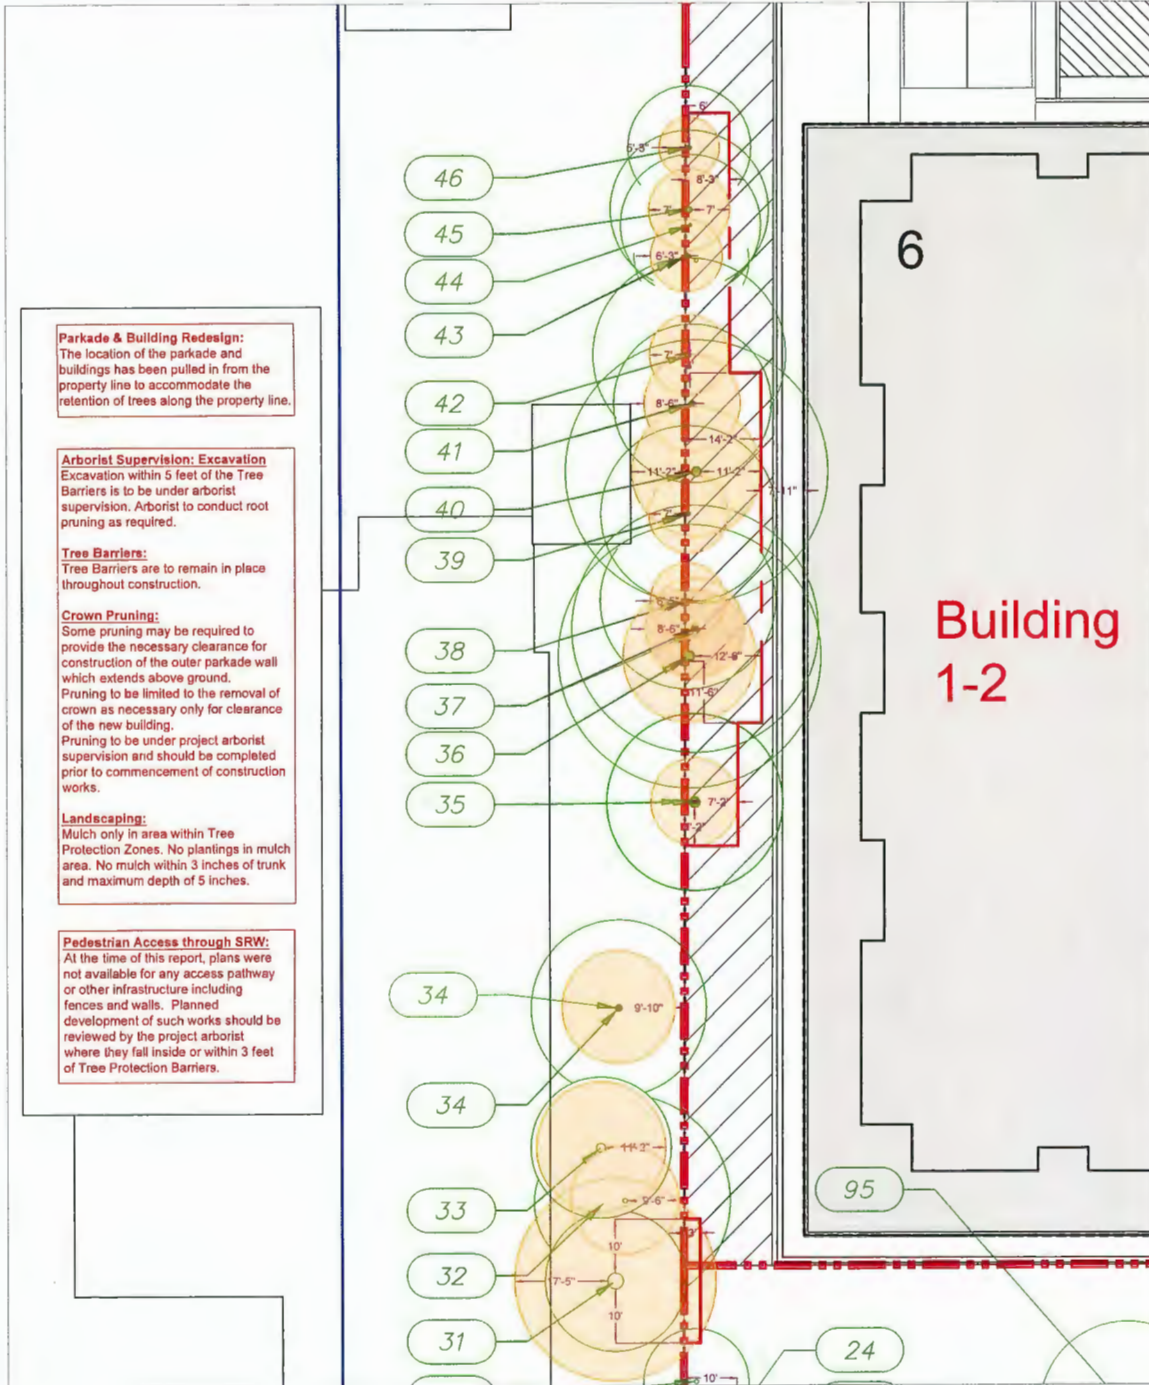 Parkade & Building Redesign:
The location of the parkade and
buildings has been pulled in from the
property line to accommodate the
retention of trees along the property line.
Arborist Supervision: Excavation
Excavation within 5 feet of the Tree
Barriers is to be under arborist
supervision. Arborist to conduct root
pruning as required.
Tree Barriers:
Tree Barriers are to remain in place
throughout construction.
Crown Pruning:
Some pruning may be required to
provide the necessary clearance for
construction of the outer parkade wall
which extends above ground.
Pruning to be limited to the removal of
crown as necessary only for clearance
of the new building.
Pruning to be under project arborist
supervision and should be completed
prior to commencement of construction
works.
Landscaping:
Mulch only in area within Tree
Protection Zones. No plantings in mulch
area. No mulch within 3 inches of trunk
and maximum depth of 5 inches.
Pedestrian Access through SRW:
At the time of this report, plans were
not available for any access pathway
or other infrastructure including
fences and walls. Planned
development of such works should be
reviewed by the project arborist
where they fall inside or within 3 feet
of Tree Protection Barriers.
46
45
44
43
42
41
40
39
38
37
36
35
34
34
33
32
31
6'
8'-3"
7'
7'
6'-3"
7'
8'-6"
14'-2"
11'-2"
11'-2"
7'
8'-6"
12'-8"
11'-6"
7'-2"
9'-10"
11'-2"
9'-6"
3'
10'
10'
10'
6
Building
1-2
95
24